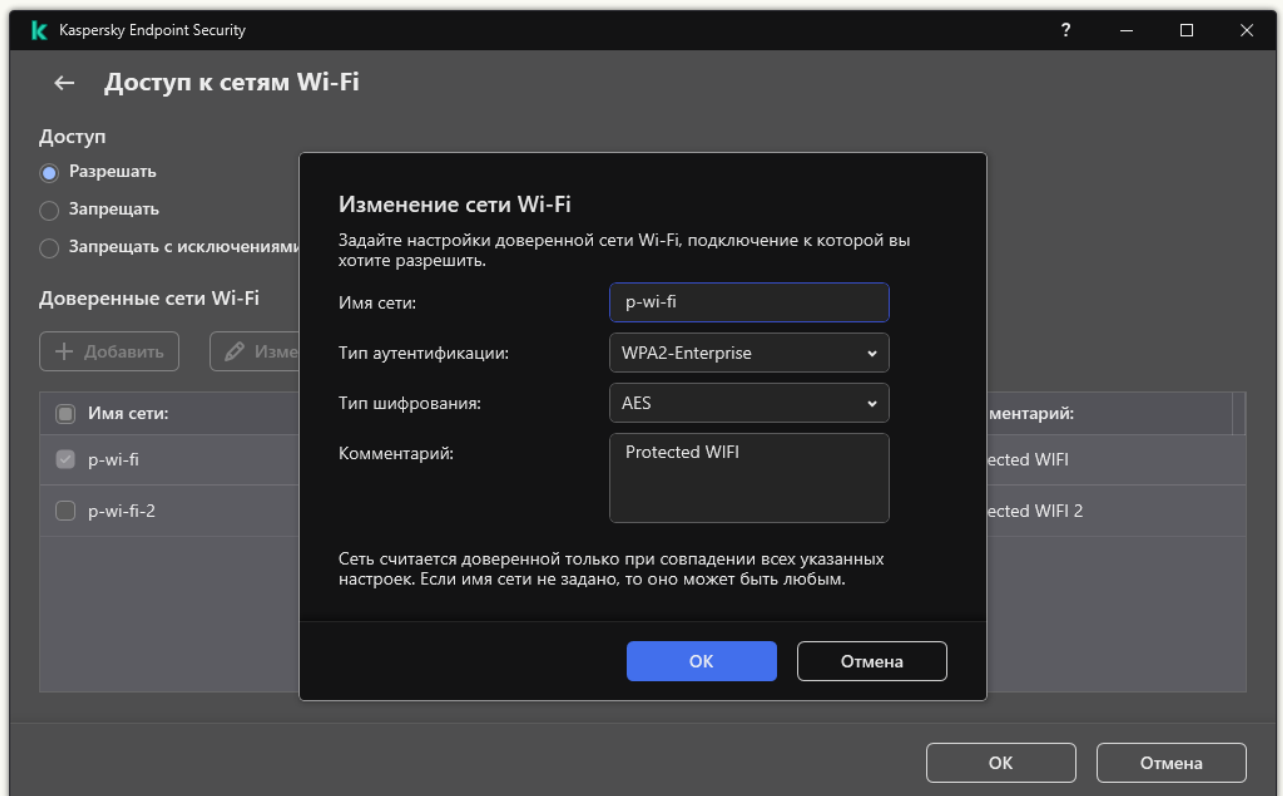 Kaspersky Endpoint Security
?
Доступ к сетям Wi-Fi
Доступ
Разрешать
Запрещать
Запрещать с исключениями
Доверенные сети Wi-Fi
Добавить
Изме
Имя сети:
ментарий:
p-wi-fi
ected WIFI
p-wi-fi-2
ected WIFI 2
Изменение сети Wi-Fi
Задайте настройки доверенной сети Wi-Fi, подключение к которой вы
хотите разрешить.
Имя сети:
p-wi-fi
Тип аутентификации:
WPA2-Enterprise
Тип шифрования:
AES
Комментарий:
Protected WIFI
Сеть считается доверенной только при совпадении всех указанных
настроек. Если имя сети не задано, то оно может быть любым.
ОК
Отмена
ОК
Отмена